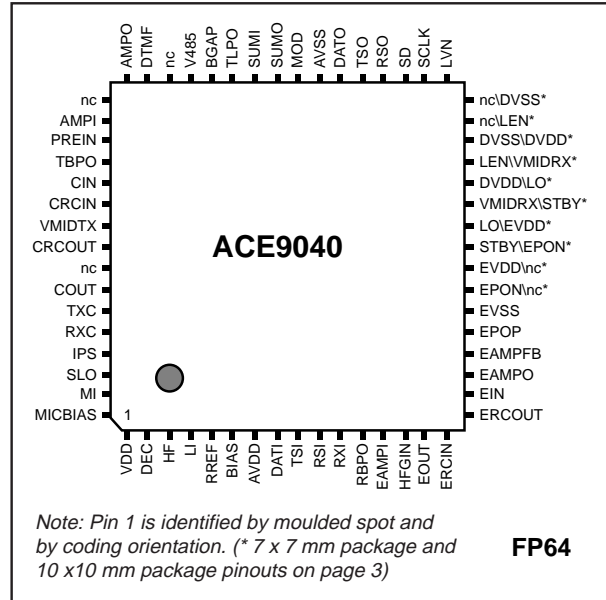 AMPO
DTMF
nc
V485
BGAP
TLPO
SUMI
SUMO
MOD
AVSS
DATO
TSO
RSO
SD
SCLK
LVN
nc
AMPI
PREIN
TBPO
CIN
CRCIN
VMIDTX
CRCOUT
nc
COUT
TXC
RXC
IPS
SLO
MI
MICBIAS
ACE9040
1
nc\DVSS*
nc\LEN*
DVSS\DVDD*
LEN\VMIDRX*
DVDD\LO*
VMIDRX\STBY*
LO\EVDD*
STBY\EPON*
EVDD\nc*
EPON\nc*
EVSS
EPOP
EAMPFB
EAMPO
EIN
ERCOUT
VDD
DEC
HF
LI
RREF
BIAS
AVDD
DATI
TSI
RSI
RXI
RBPO
EAMPI
HFGIN
EOUT
ERCIN
Note: Pin 1 is identified by moulded spot and
by coding orientation. (* 7 x 7 mm package and
10 x10 mm package pinouts on page 3)
FP64